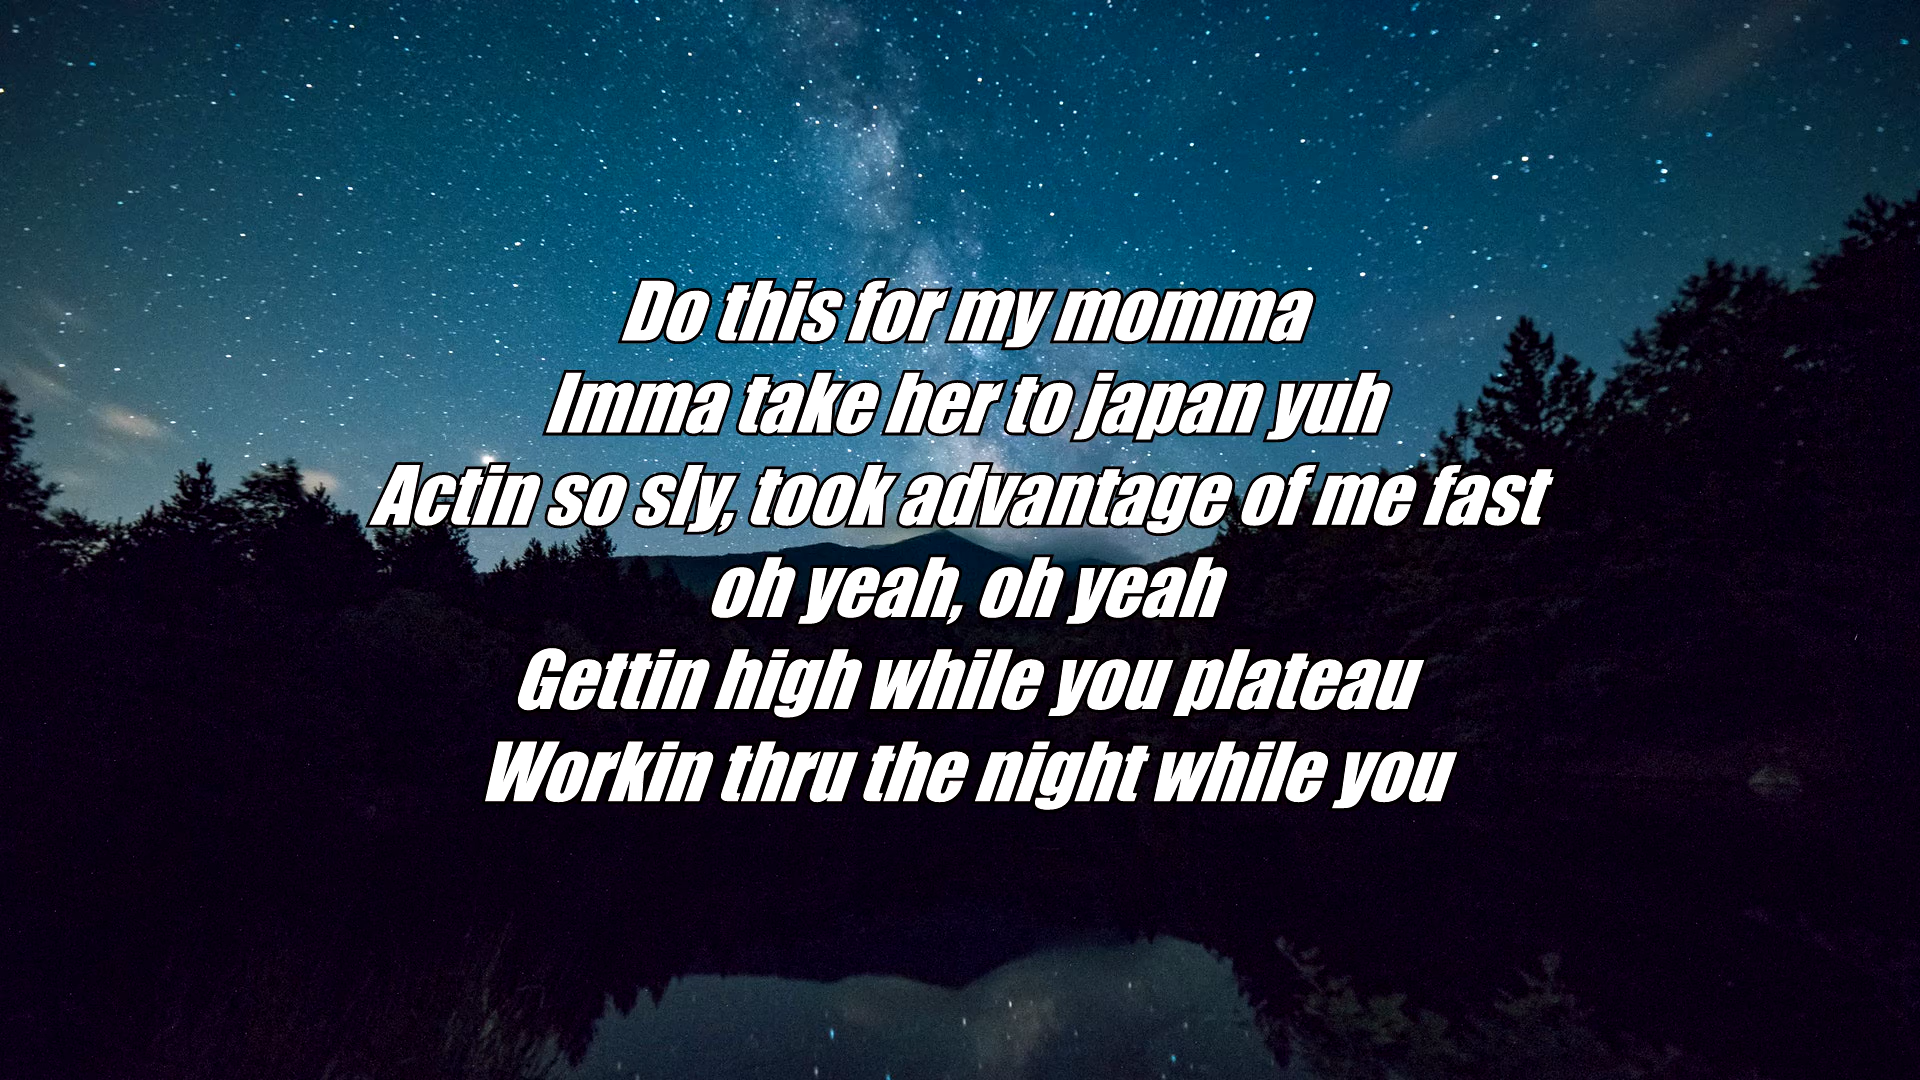 Do this for my momma
Imma take her to japan yuh
Actin so sly, took advantage of me fast
oh yeah, oh yeah
Gettin high while you plateau
Workin thru the night while you